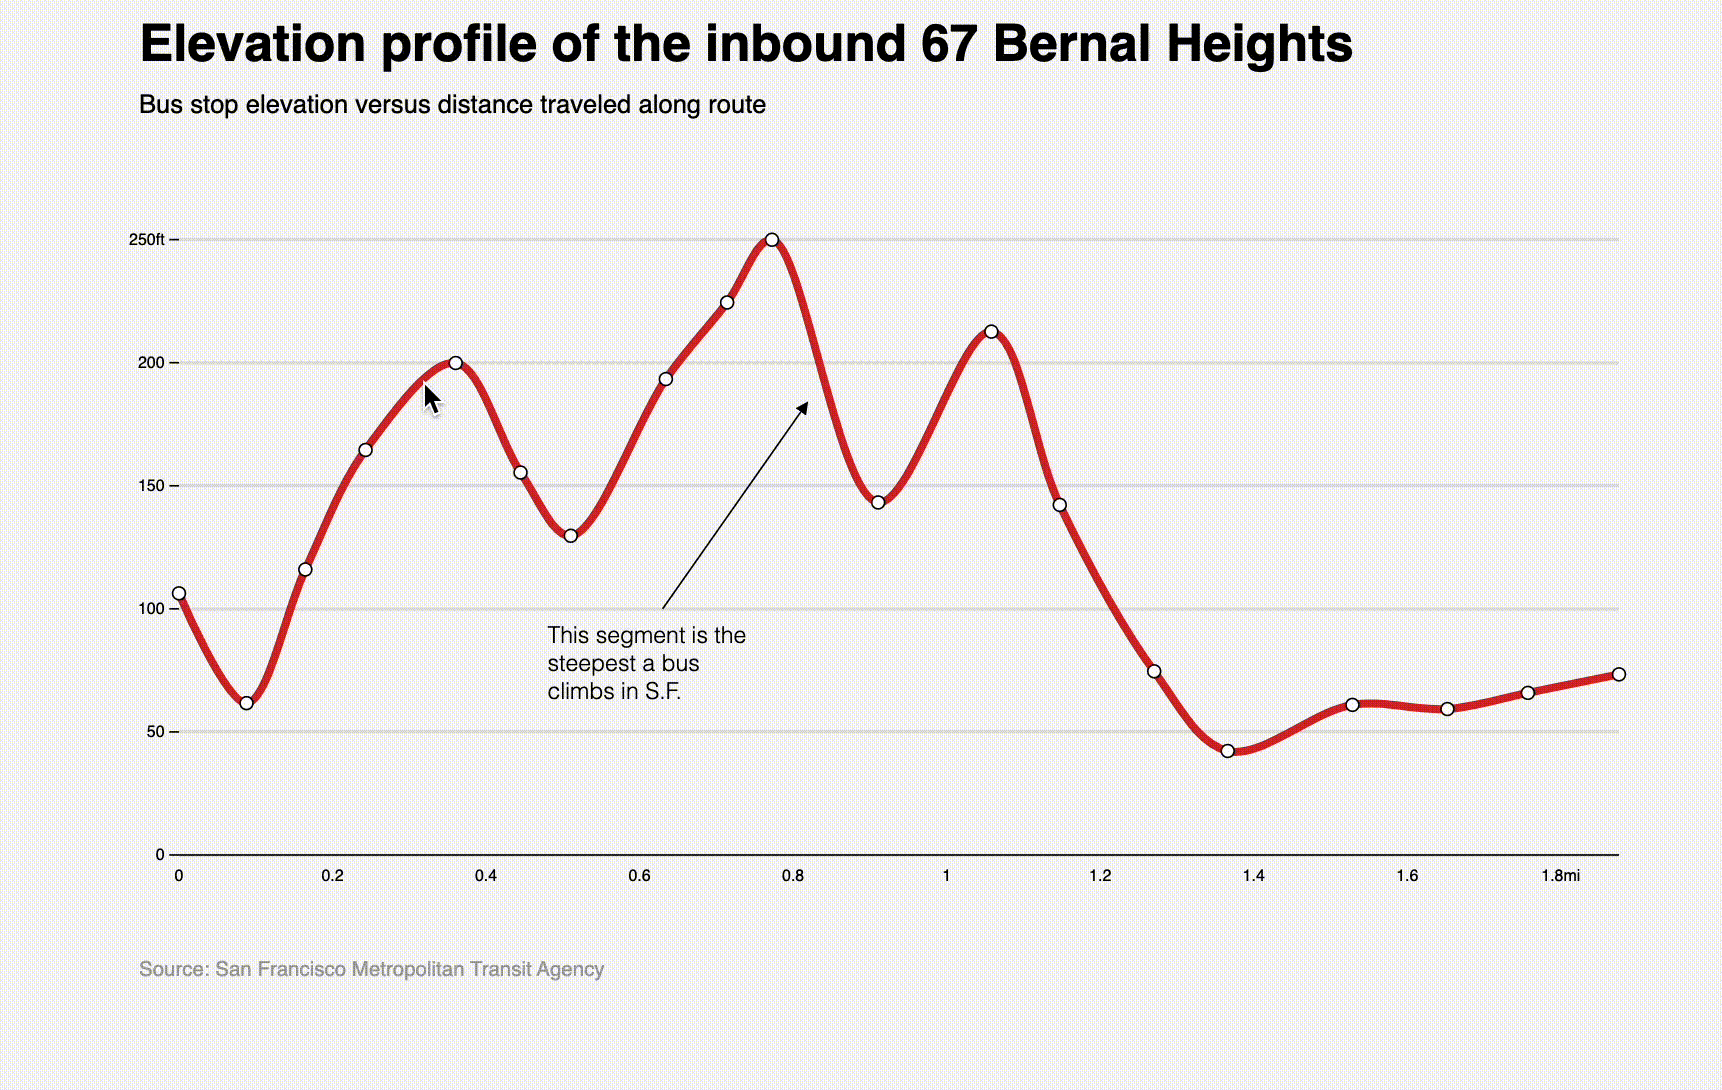 Elevation profile of the inbound 67 Bernal Heights
Bus stop elevation versus distance traveled along route
250ft
200
150
100
50
0
This segment is the
steepest a bus
climbs in S.F.
0 0.2 0.4 0.6 0.8 1 1.2 1.4 1.6 1.8mi
Source: San Francisco Metropolitan Transit Agency